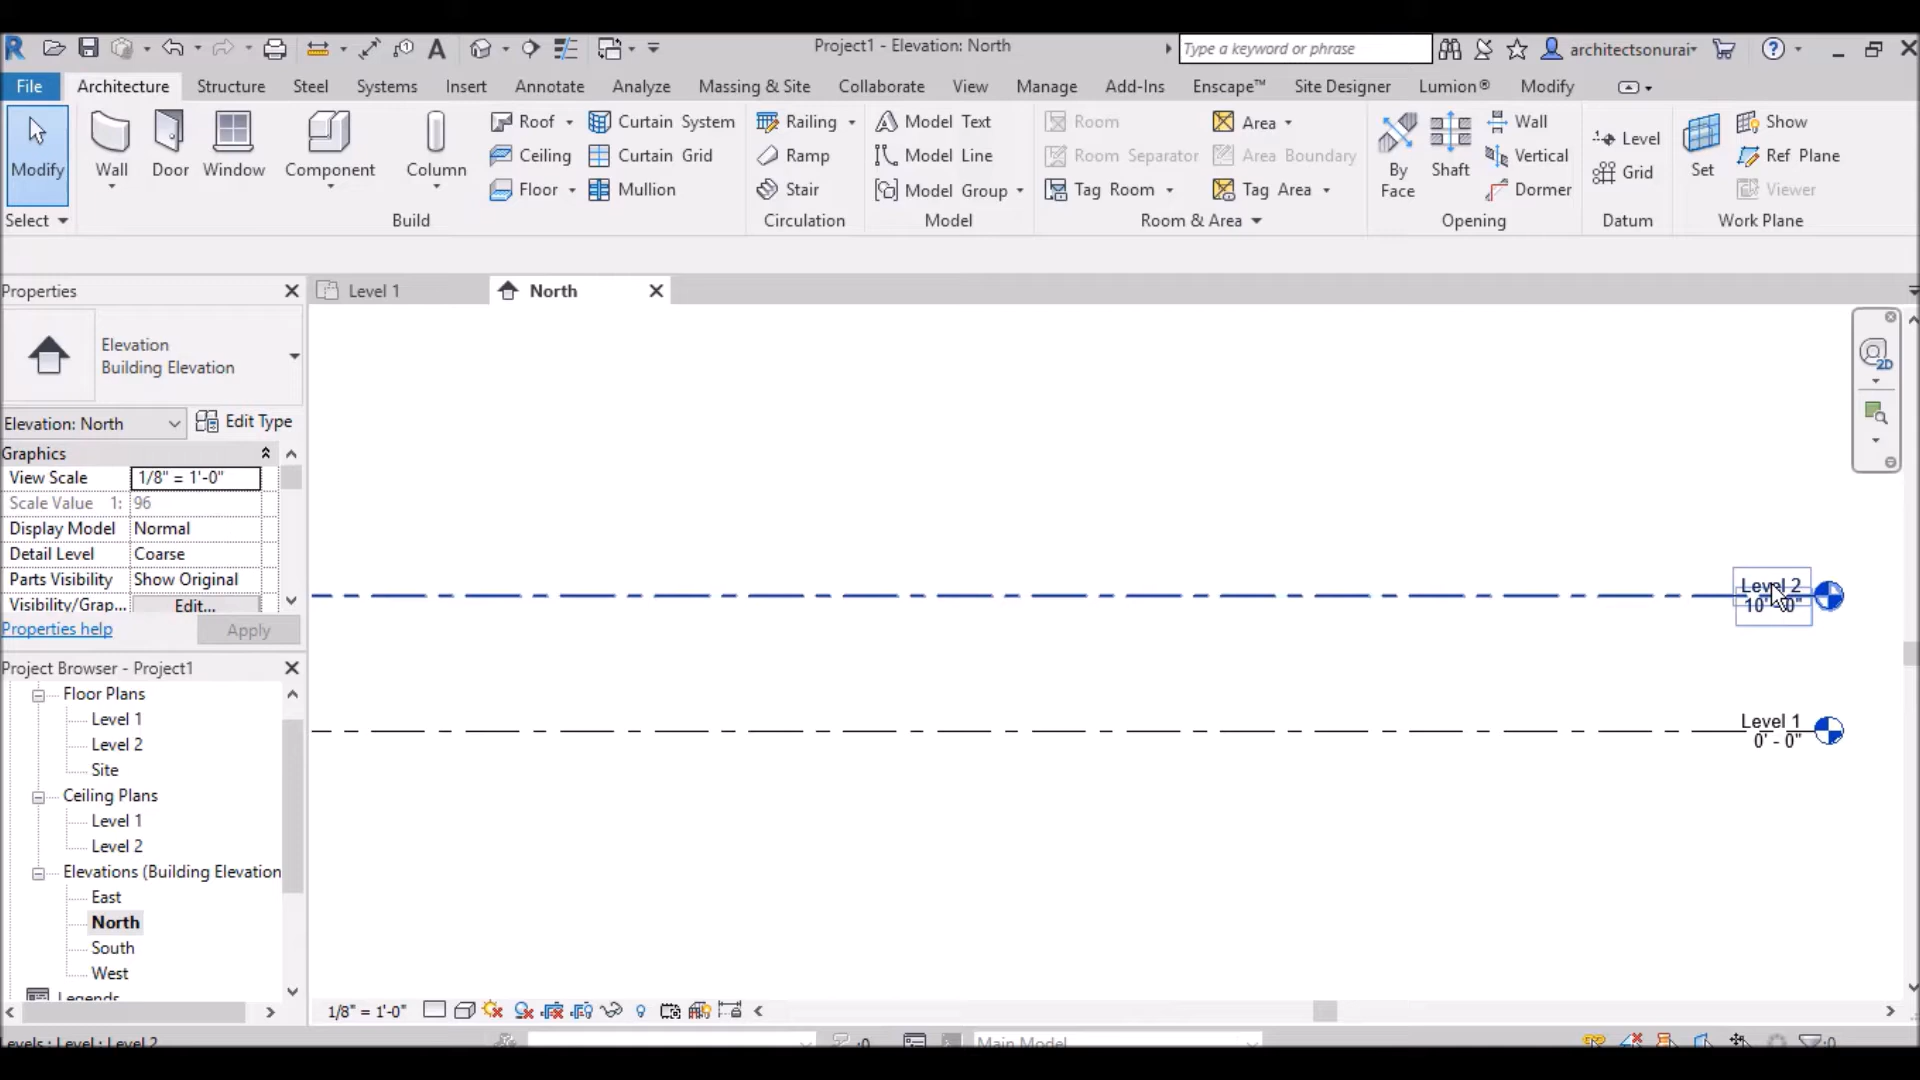 Project1 - Elevation: North
Type a keyword or phrase
architectsonurai
File Architecture Structure Steel Systems Insert Annotate Analyze Massing & Site Collaborate View Manage Add-Ins Enscape™ Site Designer Lumion® Modify
Modify
Select
Wall
Door
Window
Component
Column
Roof
Ceiling
Floor
Curtain System
Curtain Grid
Mullion
Build
Railing
Ramp
Stair
Circulation
Model Text
Model Line
Model Group
Model
Room
Room Separator
Tag Room
Area
Area Boundary
Tag Area
Room & Area
By Face
Shaft
Wall
Vertical
Dormer
Opening
Level
Grid
Datum
Set
Show
Ref Plane
Viewer
Work Plane
Properties
Level 1
North
Elevation
Building Elevation
Elevation: North
Edit Type
Graphics
View Scale 1/8" = 1'-0"
Scale Value 1: 96
Display Model Normal
Detail Level Coarse
Parts Visibility Show Original
Visibility/Grap... Edit...
Properties help
Apply
Project Browser - Project1
Floor Plans
Level 1
Level 2
Site
Ceiling Plans
Level 1
Level 2
Elevations (Building Elevation
East
North
South
West
Legends
2D
Level 2
Level 1
0' - 0"
1/8" = 1'-0"
Levels : Level : Level 2
:0
Main Model
:0